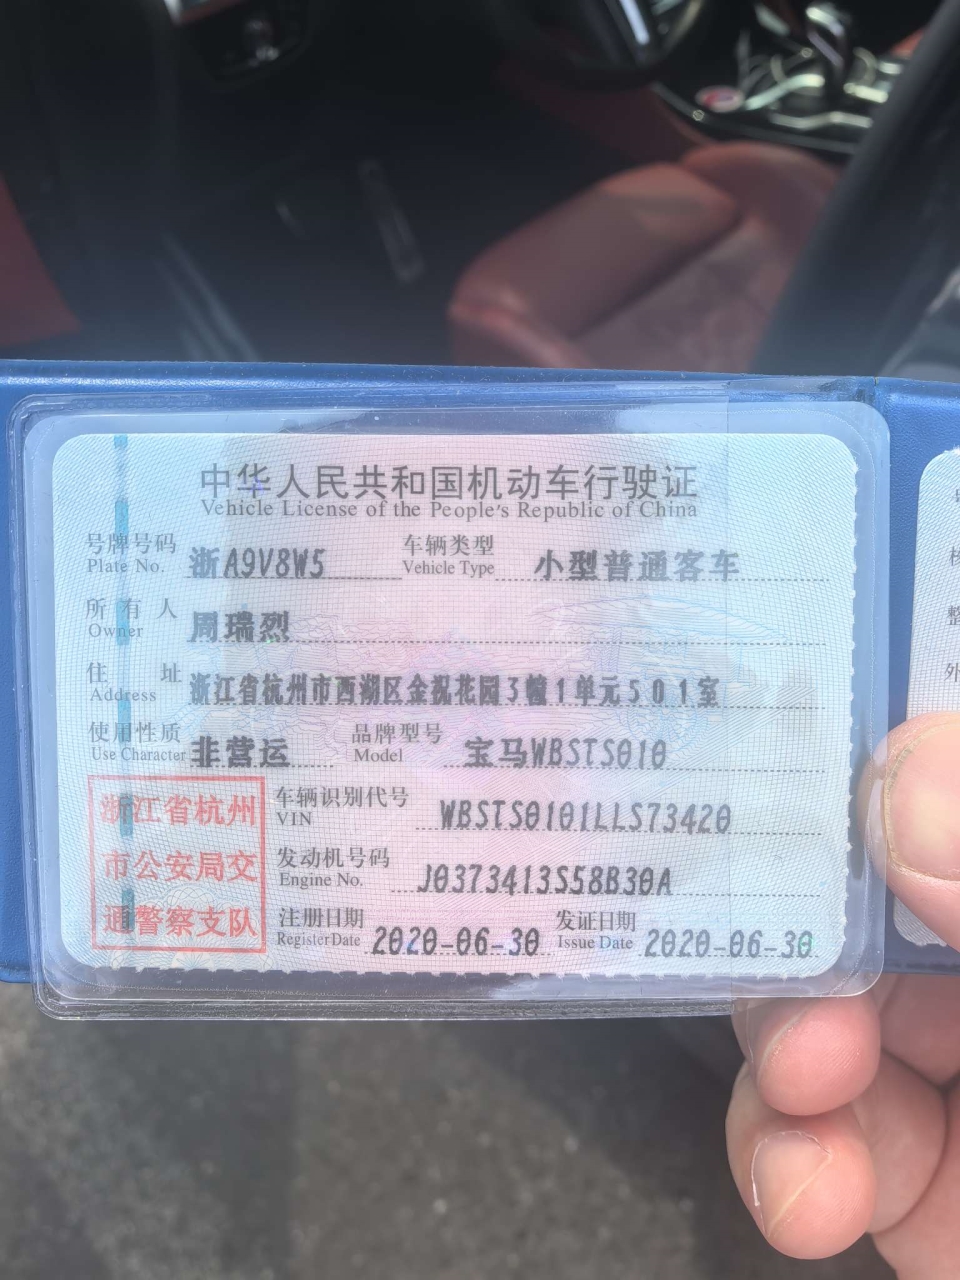 中华人民共和国机动车行驶证
Vehicle License of the People's Republic of China
号牌号码 浙A9V8W5 车辆类型 小型普通客车
Plate No. Vehicle Type
所有人 周瑞烈
Owner
住址 浙江省杭州市西湖区金祝花园3幢1单元501室
Address
使用性质 非营运 品牌型号 宝马WBSTS010
Use Character Model
浙江省杭州
市公安局交
通警察支队
车辆识别代号 WBSTS0101LLS73420
VIN
发动机号码 J0373413S58B30A
Engine No.
注册日期 2020-06-30 发证日期 2020-06-30
Register Date Issue Date